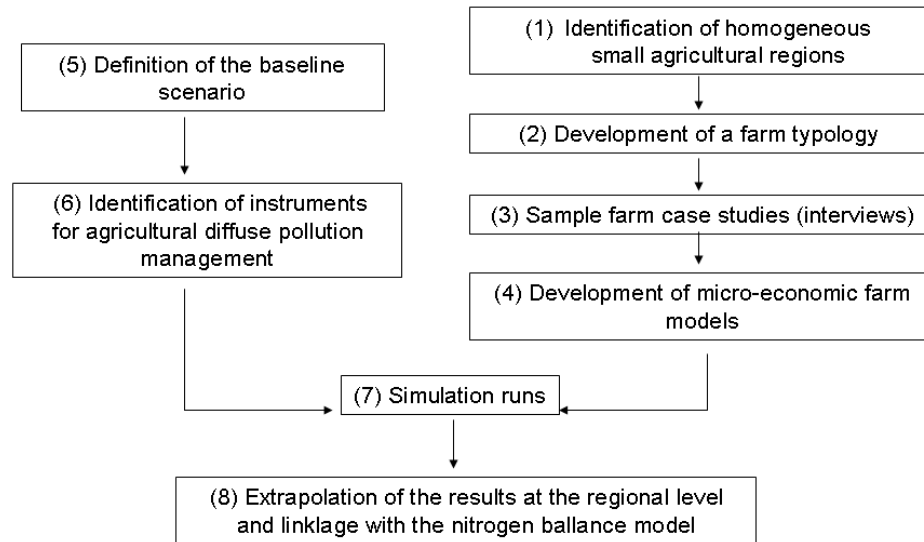 (1) Identification of homogeneous
small agricultural regions
(5) Definition of the baseline
scenario
(2) Development of a farm typology
(6) Identification of instruments
for agricultural diffuse pollution
management
(3) Sample farm case studies (interviews)
(4) Development of micro-economic farm
models
(7) Simulation runs
(8) Extrapolation of the results at the regional level
and linklage with the nitrogen ballance model